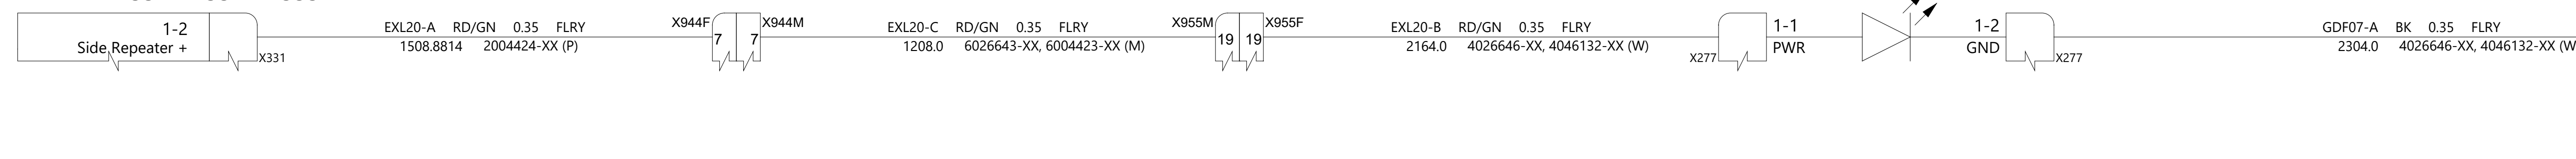 1-2
Side Repeater +
X331
EXL20-A RD/GN 0.35 FLRY
1508.8814 2004424-XX (P)
X944F X944M
7 7
EXL20-C RD/GN 0.35 FLRY
1208.0 6026643-XX, 6004423-XX (M)
X955M X955F
19 19
EXL20-B RD/GN 0.35 FLRY
2164.0 4026646-XX, 4046132-XX (W)
X277
1-1
PWR
1-2
GND
X277
GDF07-A BK 0.35 FLRY
2304.0 4026646-XX, 4046132-XX (W